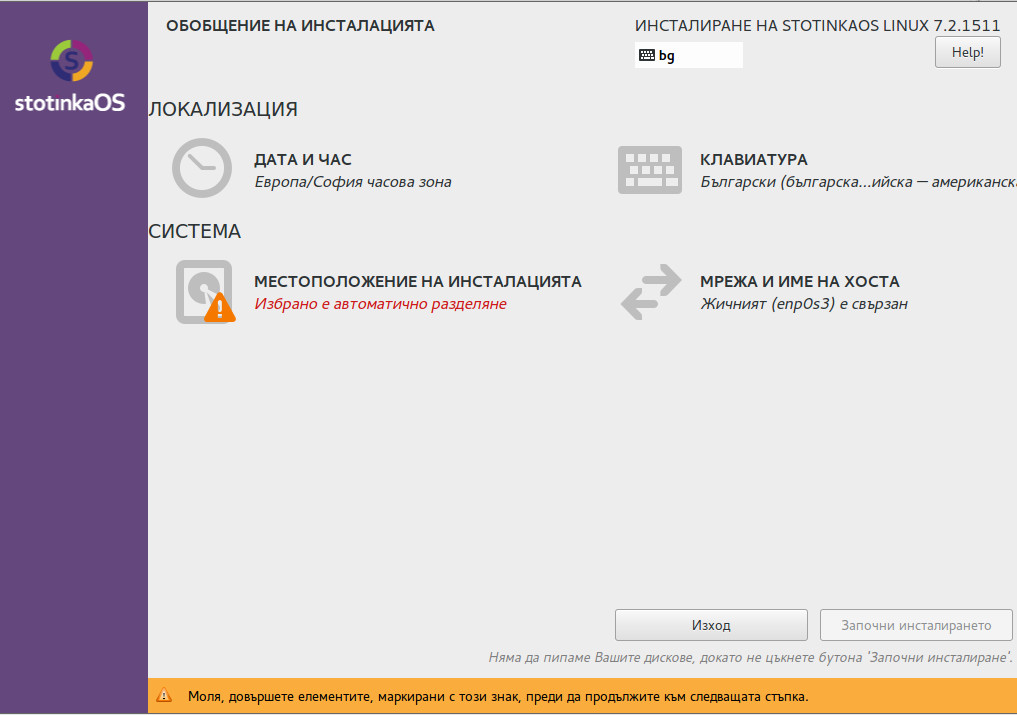 ОБОБЩЕНИЕ НА ИНСТАЛАЦИЯТА
ИНСТАЛИРАНЕ НА STOTINKAOS LINUX 7.2.1511
bg
Help!
S
stotinkaOS
ЛОКАЛИЗАЦИЯ
ДАТА И ЧАС
Европа/София часова зона
КЛАВИАТУРА
Български (българска...ийска — американска
СИСТЕМА
МЕСТОПОЛОЖЕНИЕ НА ИНСТАЛАЦИЯТА
Избрано е автоматично разделяне
МРЕЖА И ИМЕ НА ХОСТА
Жичният (enp0s3) е свързан
Изход
Започни инсталирането
Няма да пипаме Вашите дискове, докато не цъкнете бутона 'Започни инсталиране'.
Моля, довършете елементите, маркирани с този знак, преди да продължите към следващата стъпка.